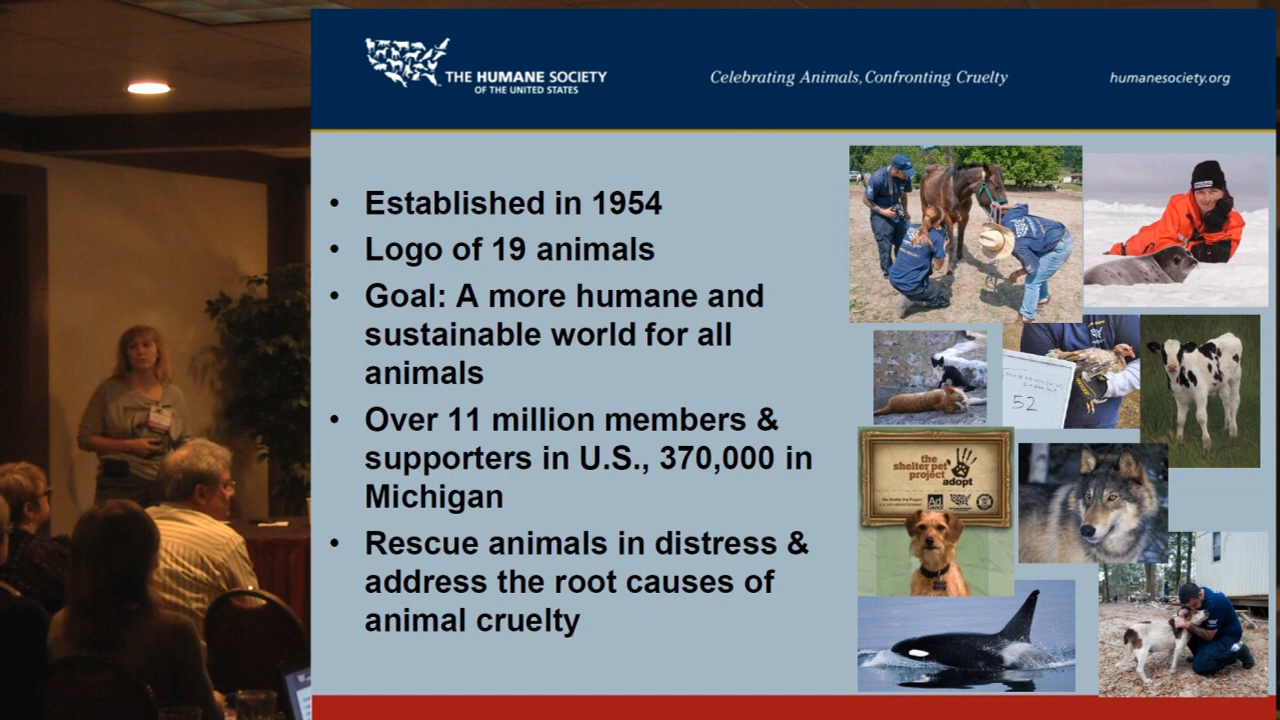 THE HUMANE SOCIETY
OF THE UNITED STATES
Celebrating Animals, Confronting Cruelty
humanesociety.org
• Established in 1954
• Logo of 19 animals
• Goal: A more humane and
sustainable world for all
animals
• Over 11 million members &
supporters in U.S., 370,000 in
Michigan
• Rescue animals in distress &
address the root causes of
animal cruelty
52
the
shelter pet
project
adopt
Ad